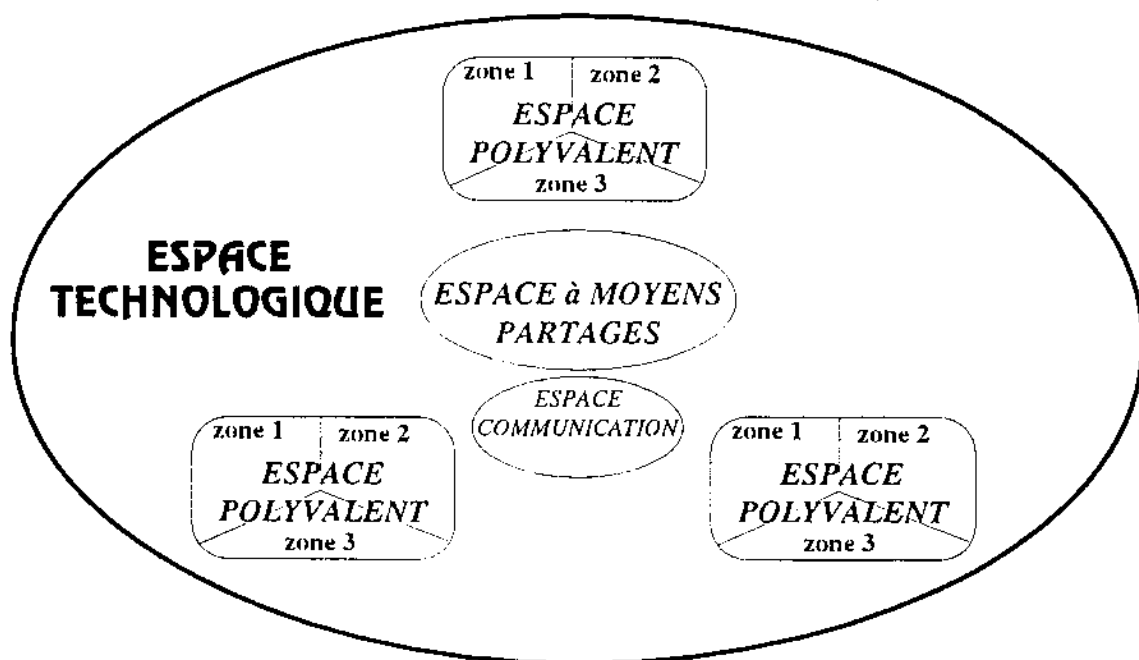 zone 1 zone 2
ESPACE
POLYVALENT
zone 3
ESPACE
TECHNOLOGIQUE
ESPACE à MOYENS
PARTAGES
ESPACE
COMMUNICATION
zone 1 zone 2
ESPACE
POLYVALENT
zone 3
zone 1 zone 2
ESPACE
POLYVALENT
zone 3